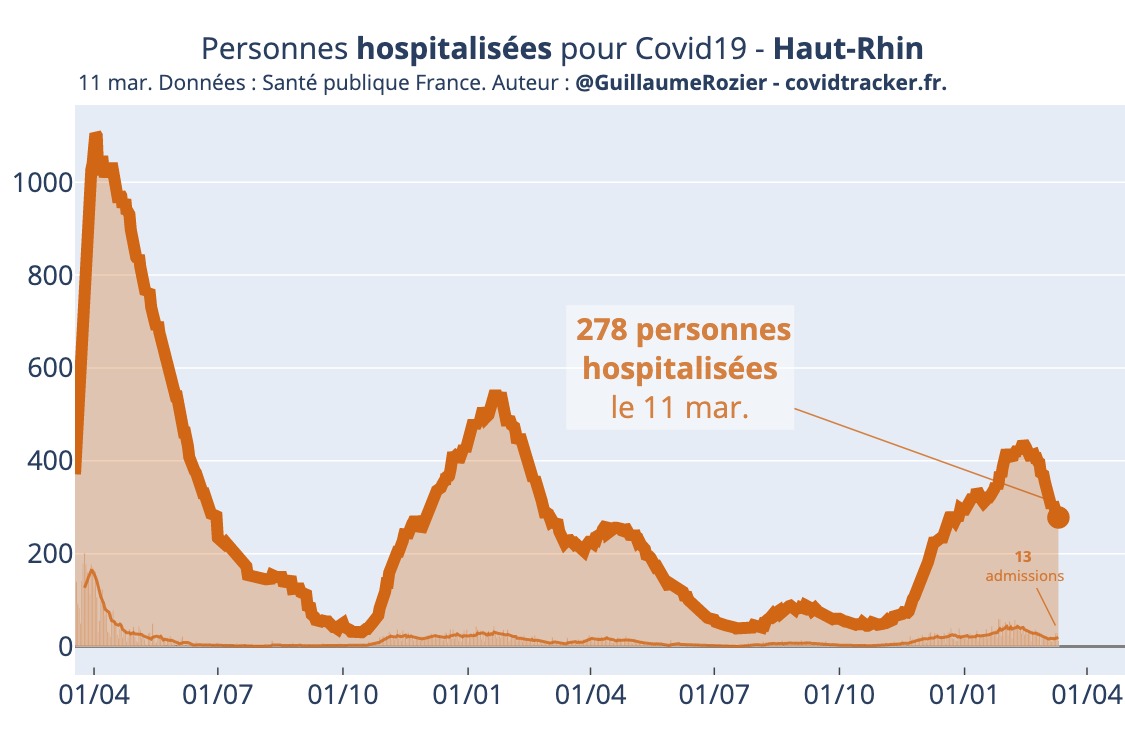 Personnes hospitalisées pour Covid19 - Haut-Rhin
11 mar. Données : Santé publique France. Auteur : @GuillaumeRozier - covidtracker.fr.
1000
800
600
400
200
0
278 personnes
hospitalisées
le 11 mar.
13
admissions
01/04 01/07 01/10 01/01 01/04 01/07 01/10 01/01 01/04